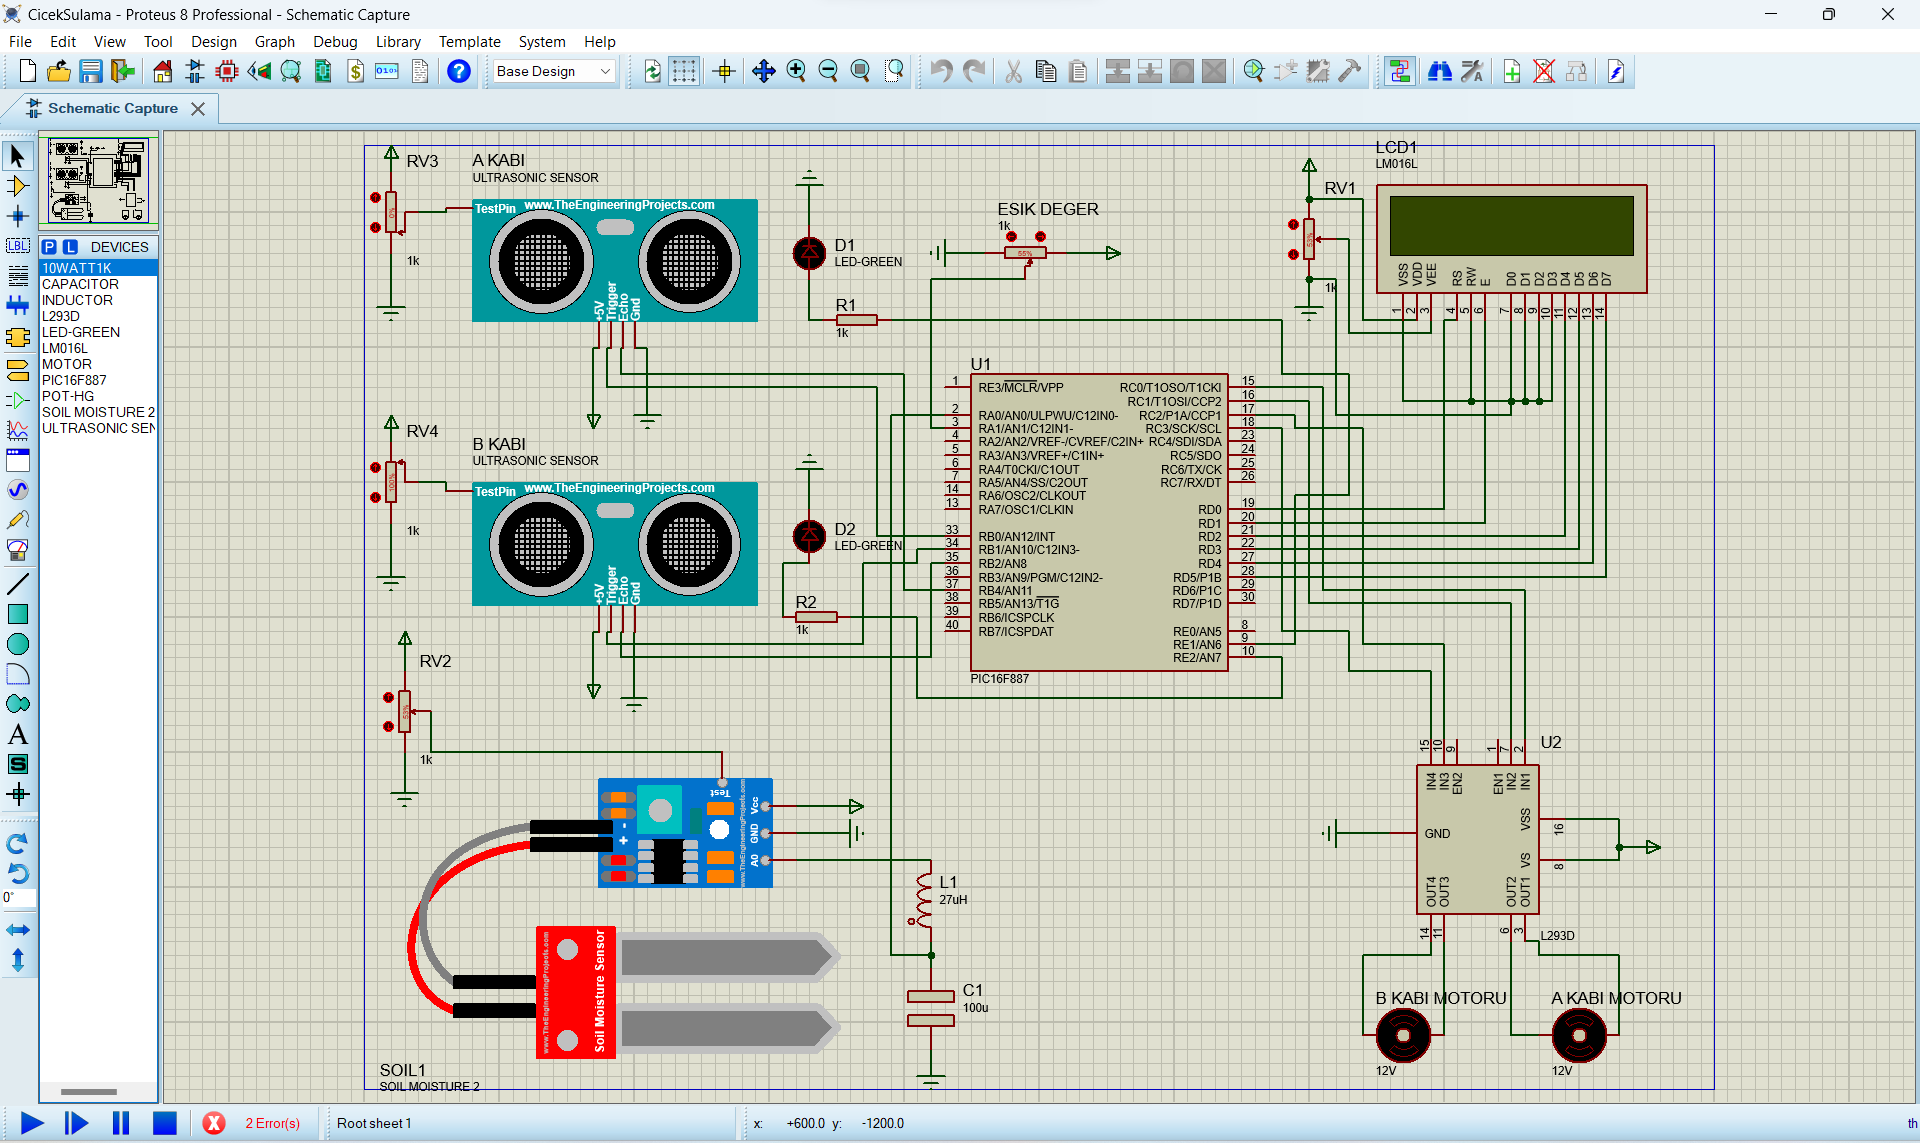 CicekSulama - Proteus 8 Professional - Schematic Capture
File Edit View Tool Design Graph Debug Library Template System Help
Base Design
Schematic Capture
P L DEVICES
10WATT1K
CAPACITOR
INDUCTOR
L293D
LED-GREEN
LM016L
MOTOR
PIC16F887
POT-HG
SOIL MOISTURE 2
ULTRASONIC SEN
LBL
A
S
0°
RV3
1k
A KABI
ULTRASONIC SENSOR
TestPin www.TheEngineeringProjects.com
+5V
Trigger
Echo
Gnd
D1
LED-GREEN
R1
1k
ESIK DEGER
1k
55%
RV1
53%
1k
LCD1
LM016L
VSS
VDD
VEE
RS
RW
E
D0
D1
D2
D3
D4
D5
D6
D7
1
2
3
4
5
6
7
8
9
10
11
12
13
14
RV4
100%
1k
B KABI
ULTRASONIC SENSOR
TestPin www.TheEngineeringProjects.com
+5V
Trigger
Echo
Gnd
D2
LED-GREEN
R2
1k
U1
1 RE3/MCLR/VPP RC0/T1OSO/T1CKI 15
RC1/T1OSI/CCP2 16
2 RA0/AN0/ULPWU/C12IN0- RC2/P1A/CCP1 17
3 RA1/AN1/C12IN1- RC3/SCK/SCL 18
4 RA2/AN2/VREF-/CVREF/C2IN+ RC4/SDI/SDA 23
5 RA3/AN3/VREF+/C1IN+ RC5/SDO 24
6 RA4/T0CKI/C1OUT RC6/TX/CK 25
7 RA5/AN4/SS/C2OUT RC7/RX/DT 26
14 RA6/OSC2/CLKOUT
13 RA7/OSC1/CLKIN RD0 19
RD1 20
33 RB0/AN12/INT RD2 21
34 RB1/AN10/C12IN3- RD3 22
35 RB2/AN8 RD4 27
36 RB3/AN9/PGM/C12IN2- RD5/P1B 28
37 RB4/AN11 RD6/P1C 29
38 RB5/AN13/T1G RD7/P1D 30
39 RB6/ICSPCLK
40 RB7/ICSPDAT RE0/AN5 8
RE1/AN6 9
RE2/AN7 10
PIC16F887
RV2
53%
1k
Test
Vcc
GND
A0
www.TheEngineeringProjects.com
-
+
L1
27uH
C1
100u
www.TheEngineeringProjects.com
Soil Moisture Sensor
SOIL1
SOIL MOISTURE 2
U2
15
10
9
1
7
2
IN4
IN3
EN2
EN1
IN2
IN1
GND
VSS 16
VS 8
OUT4
OUT3
OUT2
OUT1
14
11
6
3
L293D
B KABI MOTORU
12V
A KABI MOTORU
12V
2 Error(s)
Root sheet 1
x: +600.0 y: -1200.0
th